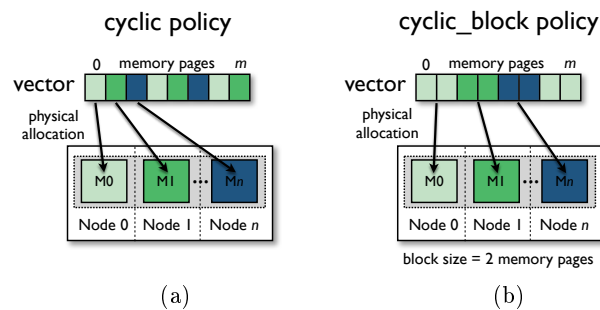 cyclic policy
0 memory pages m
vector
physical
allocation
M0 M1 ... Mn
Node 0 Node 1 Node n
(a)
cyclic_block policy
0 memory pages m
vector
physical
allocation
M0 M1 ... Mn
Node 0 Node 1 Node n
block size = 2 memory pages
(b)